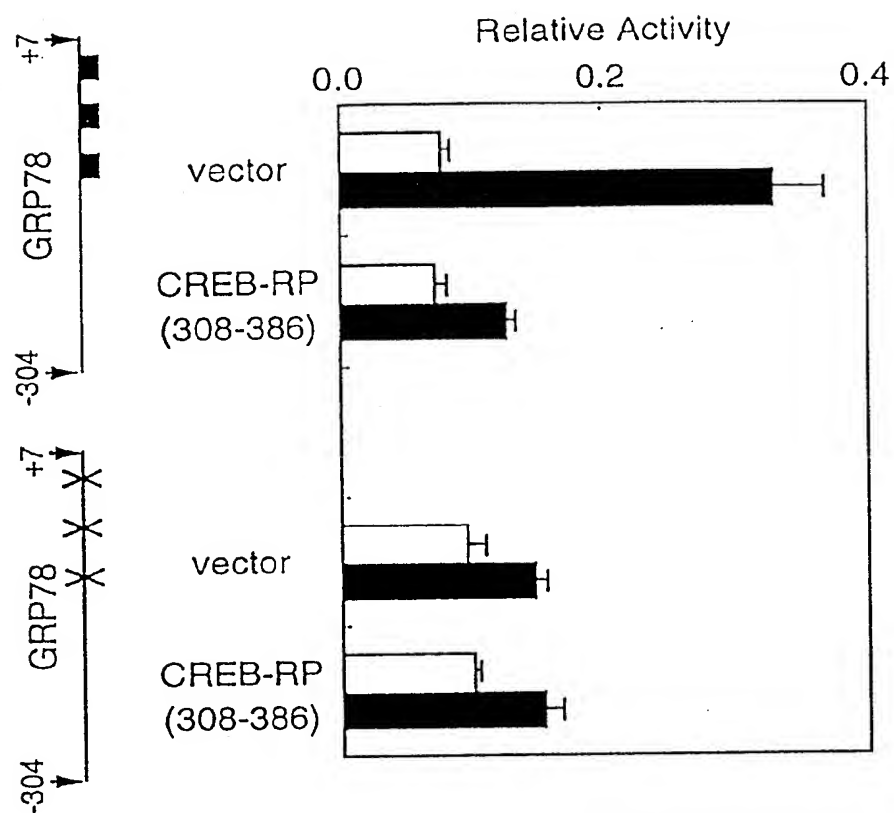 Relative Activity
0.0 0.2 0.4
+7
GRP78
-304
vector
CREB-RP
(308-386)
+7
GRP78
-304
vector
CREB-RP
(308-386)